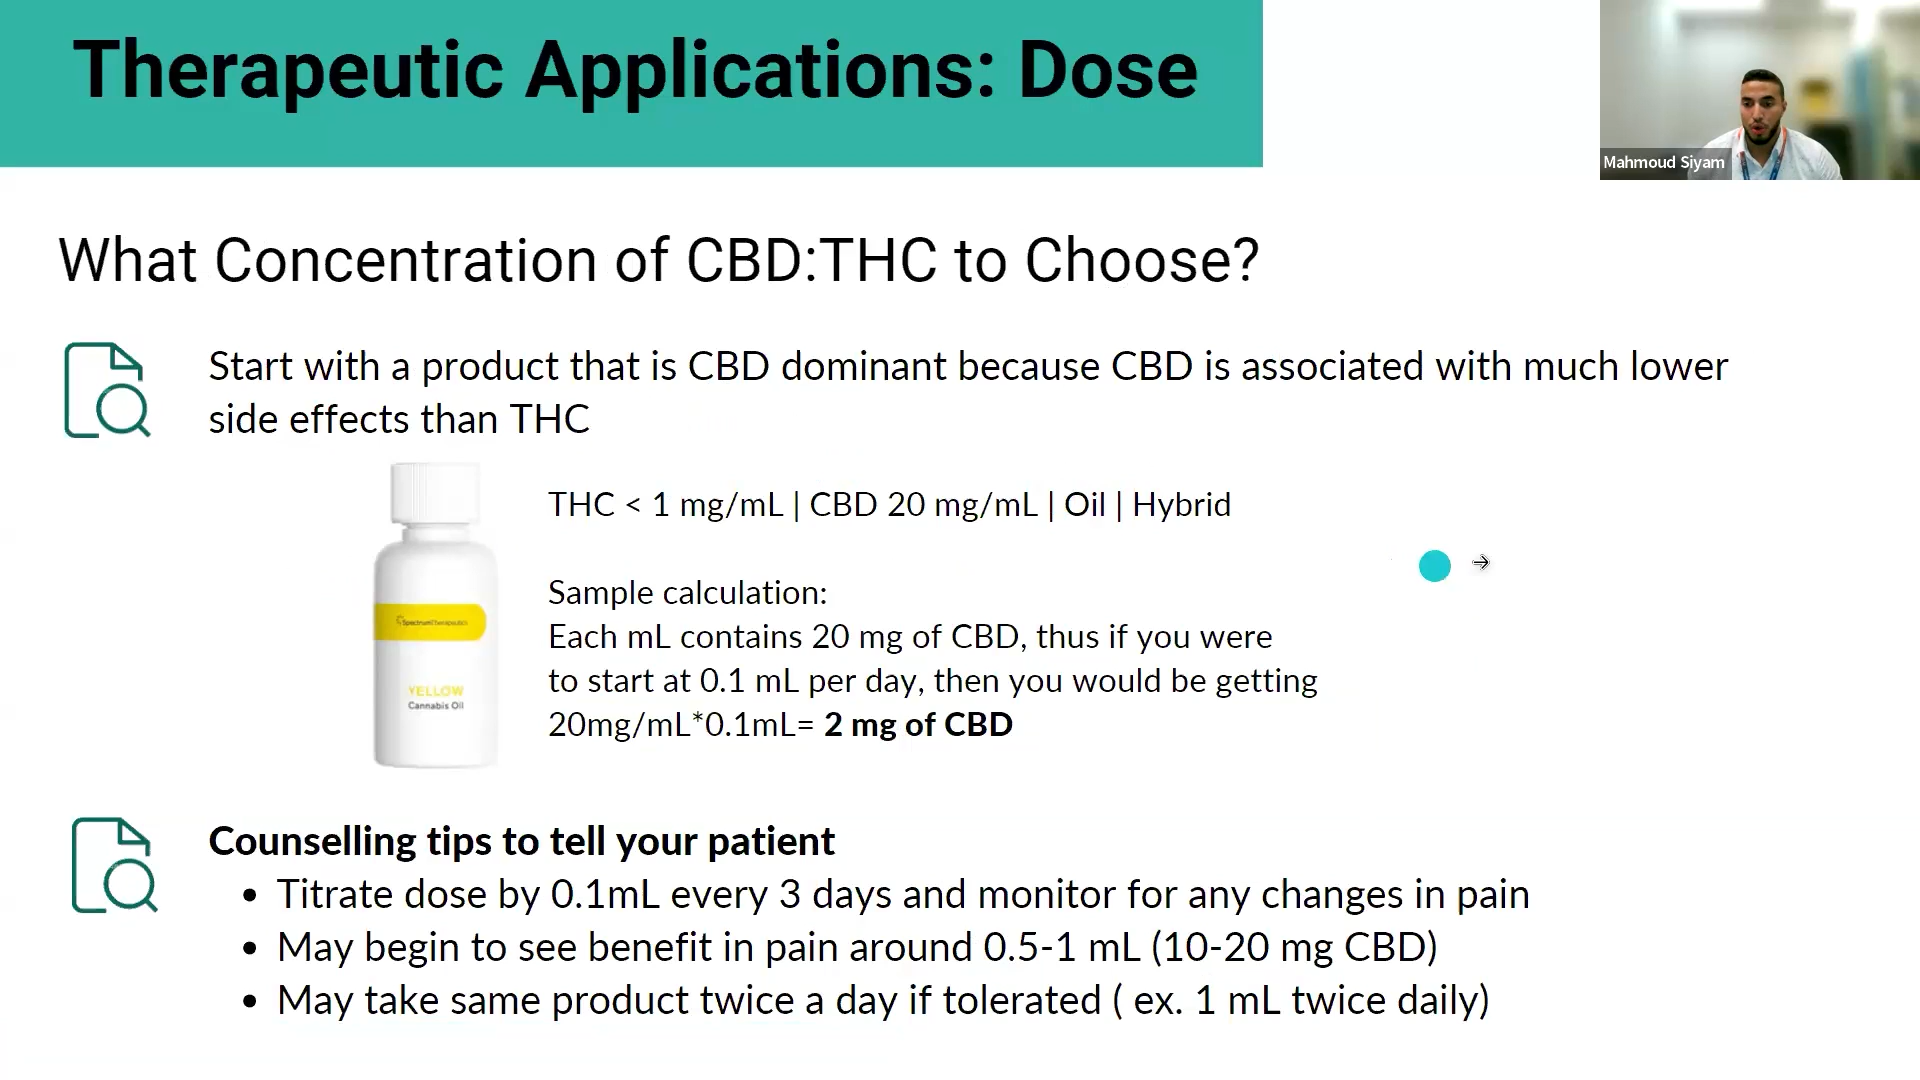 Therapeutic Applications: Dose
Mahmoud Siyam
What Concentration of CBD:THC to Choose?
Start with a product that is CBD dominant because CBD is associated with much lower
side effects than THC
THC < 1 mg/mL | CBD 20 mg/mL | Oil | Hybrid
Spectrum Therapeutics
YELLOW
Cannabis Oil
Sample calculation:
Each mL contains 20 mg of CBD, thus if you were
to start at 0.1 mL per day, then you would be getting
20mg/mL*0.1mL= 2 mg of CBD
Counselling tips to tell your patient
• Titrate dose by 0.1mL every 3 days and monitor for any changes in pain
• May begin to see benefit in pain around 0.5-1 mL (10-20 mg CBD)
• May take same product twice a day if tolerated ( ex. 1 mL twice daily)